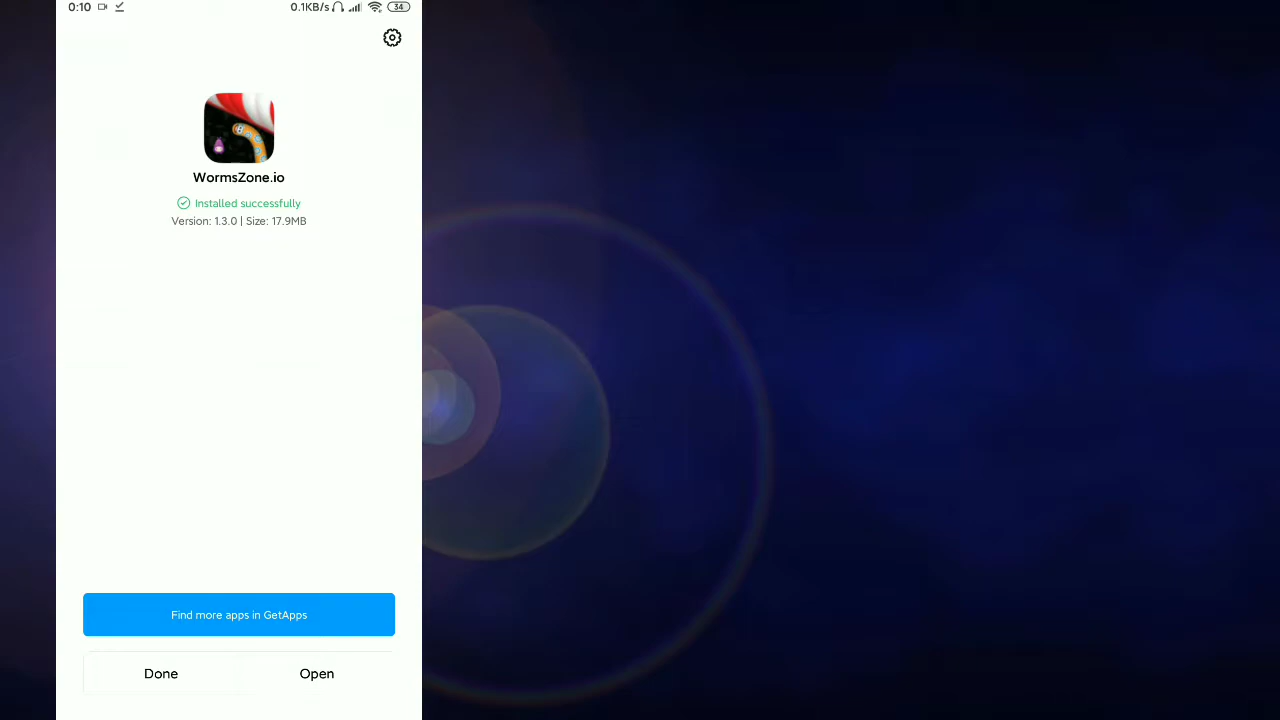 0:10 0.1KB/s 34
WormsZone.io
Installed successfully
Version: 1.3.0 | Size: 17.9MB
Find more apps in GetApps
Done Open